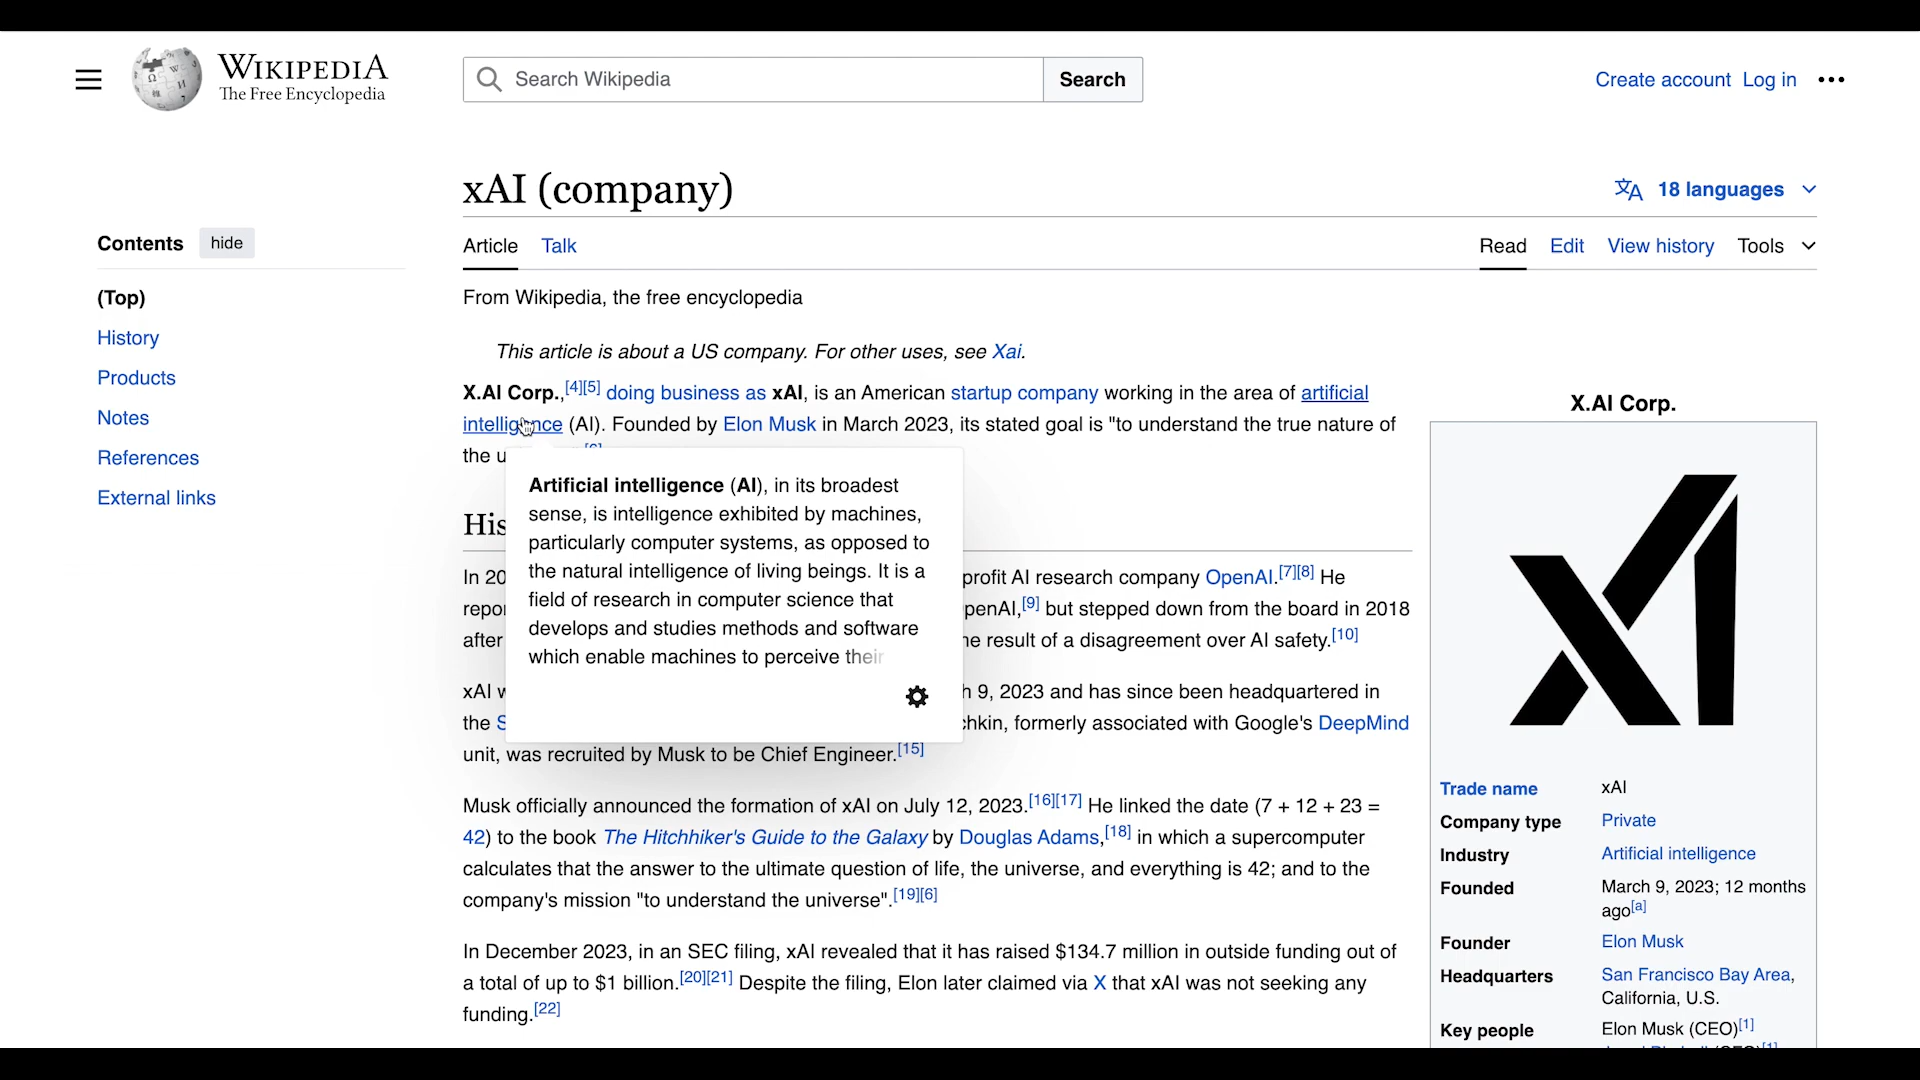 WIKIPEDIA
The Free Encyclopedia
Search Wikipedia
Search
Create account Log in
xAI (company)
18 languages
Contents hide
(Top)
History
Products
Notes
References
External links
Article Talk
Read Edit View history Tools
From Wikipedia, the free encyclopedia
This article is about a US company. For other uses, see Xai.
X.AI Corp.,[4][5] doing business as xAI, is an American startup company working in the area of artificial
intelligence (AI). Founded by Elon Musk in March 2023, its stated goal is "to understand the true nature of
the
Artificial intelligence (AI), in its broadest
sense, is intelligence exhibited by machines,
particularly computer systems, as opposed to
the natural intelligence of living beings. It is a
field of research in computer science that
develops and studies methods and software
which enable machines to perceive their
In profit AI research company OpenAI.[7][8] He
[9] but stepped down from the board in 2018
after result of a disagreement over AI safety.[10]
xAI 9, 2023 and has since been headquartered in
the formerly associated with Google's DeepMind
unit, was recruited by Musk to be Chief Engineer.[15]
Musk officially announced the formation of xAI on July 12, 2023.[16][17] He linked the date (7 + 12 + 23 =
42) to the book The Hitchhiker's Guide to the Galaxy by Douglas Adams,[18] in which a supercomputer
calculates that the answer to the ultimate question of life, the universe, and everything is 42; and to the
company's mission "to understand the universe".[19][6]
In December 2023, in an SEC filing, xAI revealed that it has raised $134.7 million in outside funding out of
a total of up to $1 billion.[20][21] Despite the filing, Elon later claimed via X that xAI was not seeking any
funding.[22]
X.AI Corp.
Trade name xAI
Company type Private
Industry Artificial intelligence
Founded March 9, 2023; 12 months
ago[a]
Founder Elon Musk
Headquarters San Francisco Bay Area,
California, U.S.
Key people Elon Musk (CEO)[1]